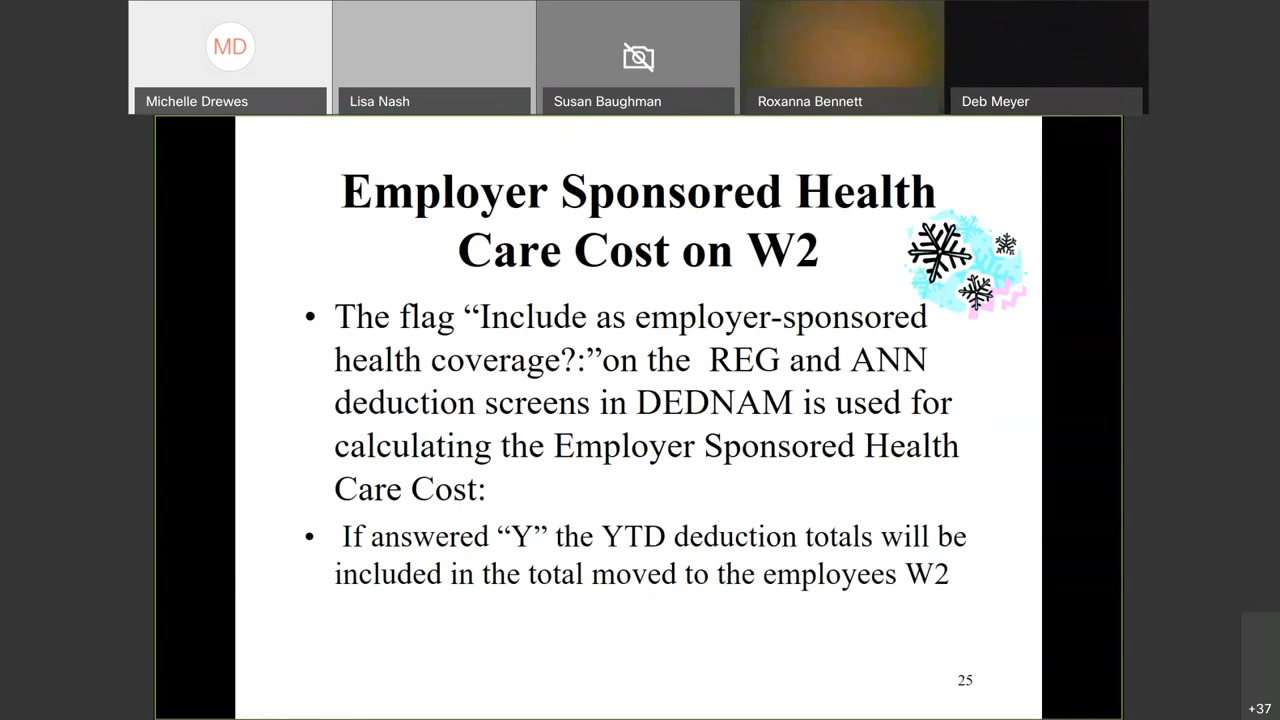 MD
Michelle Drewes
Lisa Nash
Susan Baughman
Roxanna Bennett
Deb Meyer
Employer Sponsored Health
Care Cost on W2
• The flag “Include as employer-sponsored
health coverage?:”on the REG and ANN
deduction screens in DEDNAM is used for
calculating the Employer Sponsored Health
Care Cost:
• If answered “Y” the YTD deduction totals will be
included in the total moved to the employees W2
25
+37